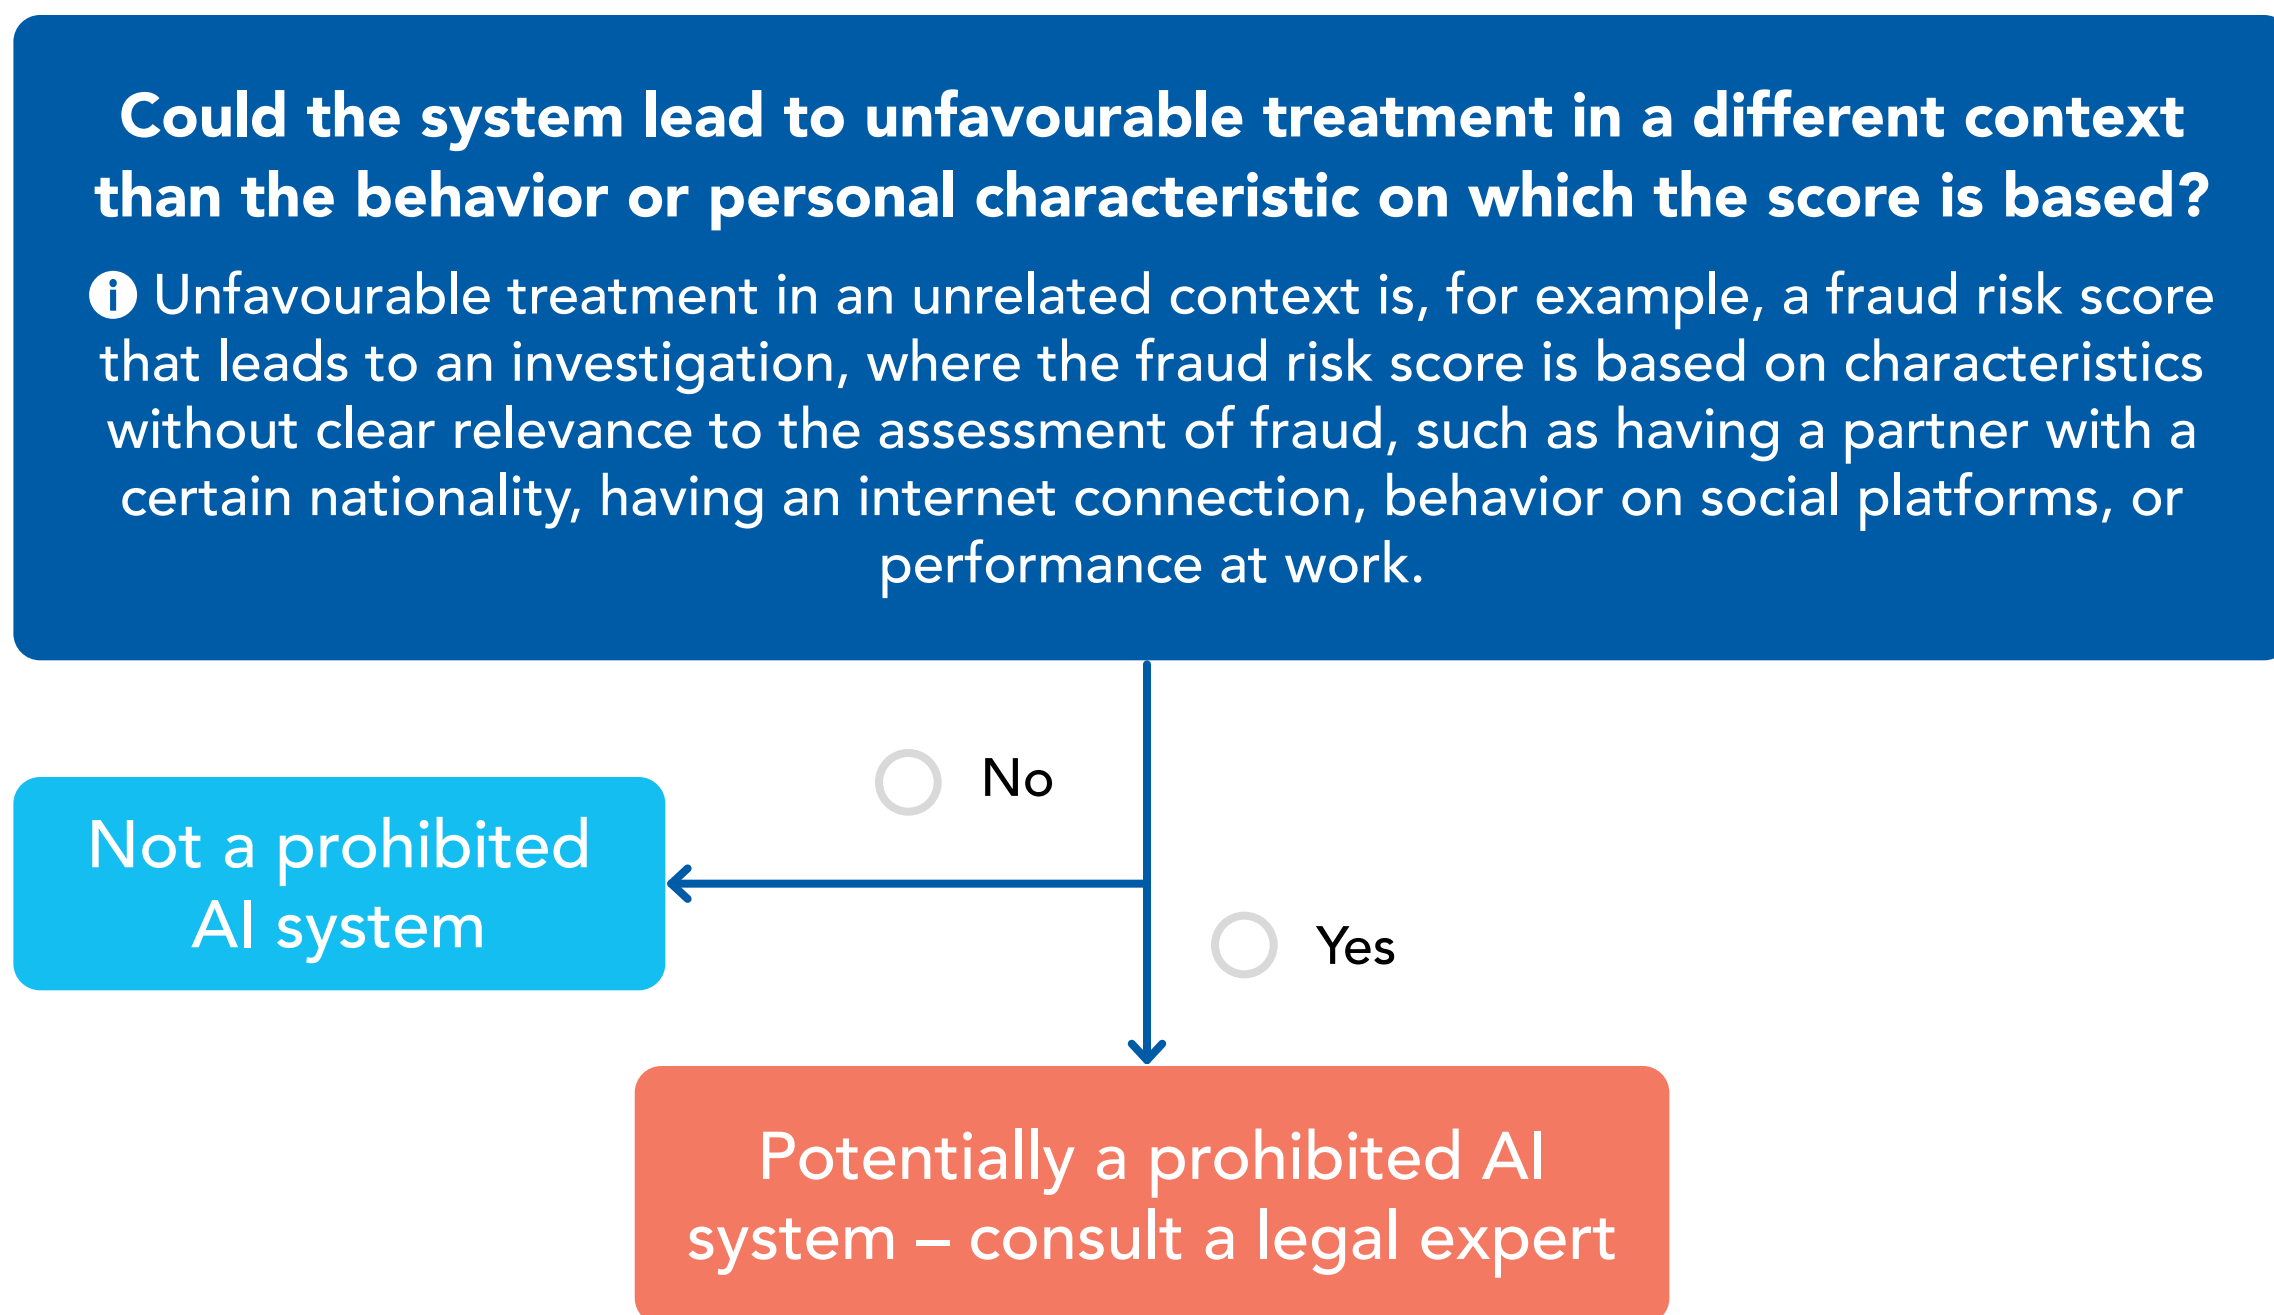 Could the system lead to unfavourable treatment in a different context
than the behavior or personal characteristic on which the score is based?
i Unfavourable treatment in an unrelated context is, for example, a fraud risk score
that leads to an investigation, where the fraud risk score is based on characteristics
without clear relevance to the assessment of fraud, such as having a partner with a
certain nationality, having an internet connection, behavior on social platforms, or
performance at work.
No
Not a prohibited
AI system
Yes
Potentially a prohibited AI
system – consult a legal expert